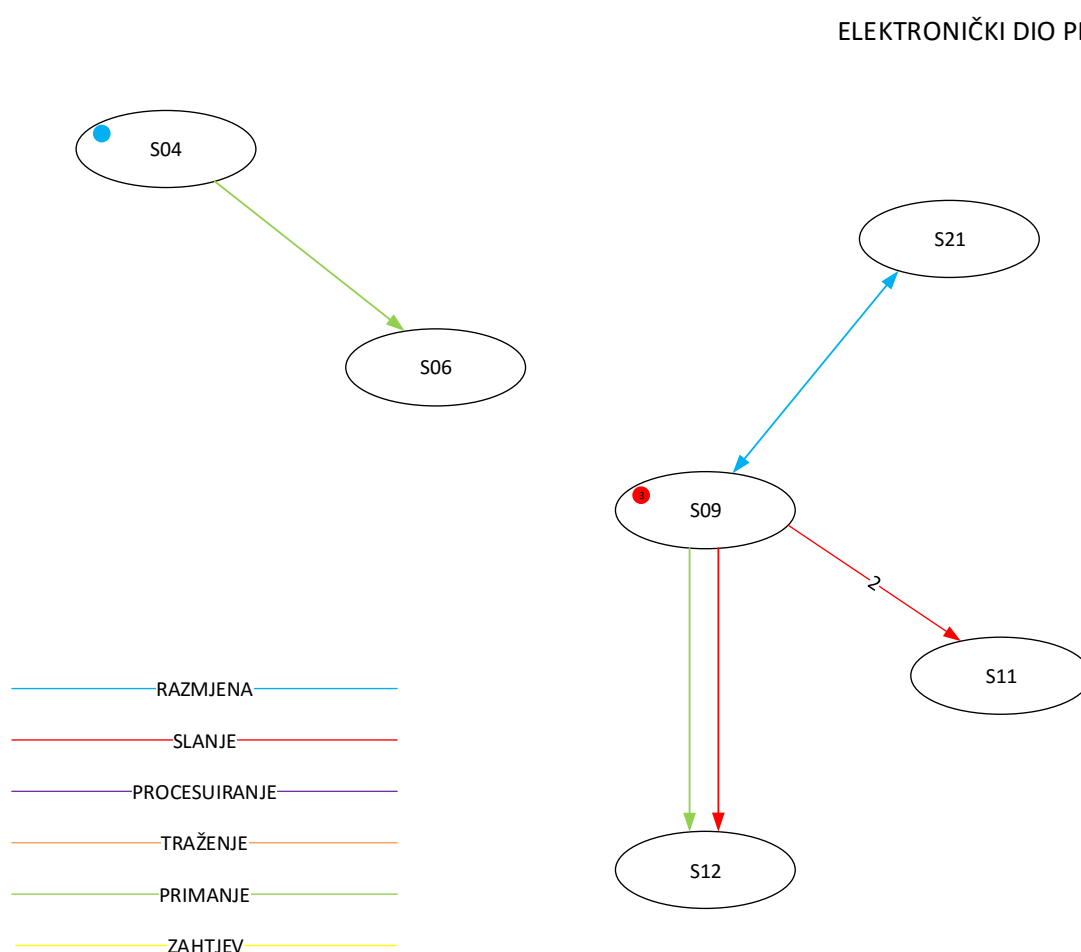 ELEKTRONIČKI DIO
S04
S21
S06
3
S09
2
S11
RAZMJENA
SLANJE
PROCESUIRANJE
TRAŽENJE
S12
PRIMANJE
ZAHTJEV